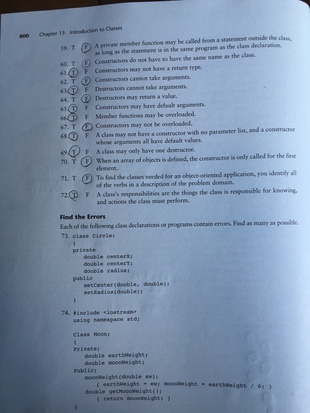 800 Chapter 13 Introduction to Classes
59. T F A private member function may be called from a statement outside the class,
as long as the statement is in the same program as the class declaration.
60. T F Constructors do not have to have the same name as the class.
61. T F Constructors may not have a return type.
62. T F Constructors cannot take arguments.
63. T F Destructors cannot take arguments.
64. T F Destructors may return a value.
65. T F Constructors may have default arguments.
66. T F Member functions may be overloaded.
67. T F Constructors may not be overloaded.
68. T F A class may not have a constructor with no parameter list, and a constructor
whose arguments all have default values.
69. T F A class may only have one destructor.
70. T F When an array of objects is defined, the constructor is only called for the first
element.
71. T F To find the classes needed for an object-oriented application, you identify all
of the verbs in a description of the problem domain.
72. T F A class's responsibilities are the things the class is responsible for knowing,
and actions the class must perform.
Find the Errors
Each of the following class declarations or programs contain errors. Find as many as possible.
73. class Circle:
{
private
double centerX;
double centerY;
double radius;
public
setCenter(double, double);
setRadius(double);
}
74. #include <iostream>
using namespace std;
Class Moon;
{
Private;
double earthWeight;
double moonWeight;
Public;
moonWeight(double ew);
{ earthWeight = ew; moonWeight = earthWeight / 6; }
double getMoonWeight();
{ return moonWeight; }
}